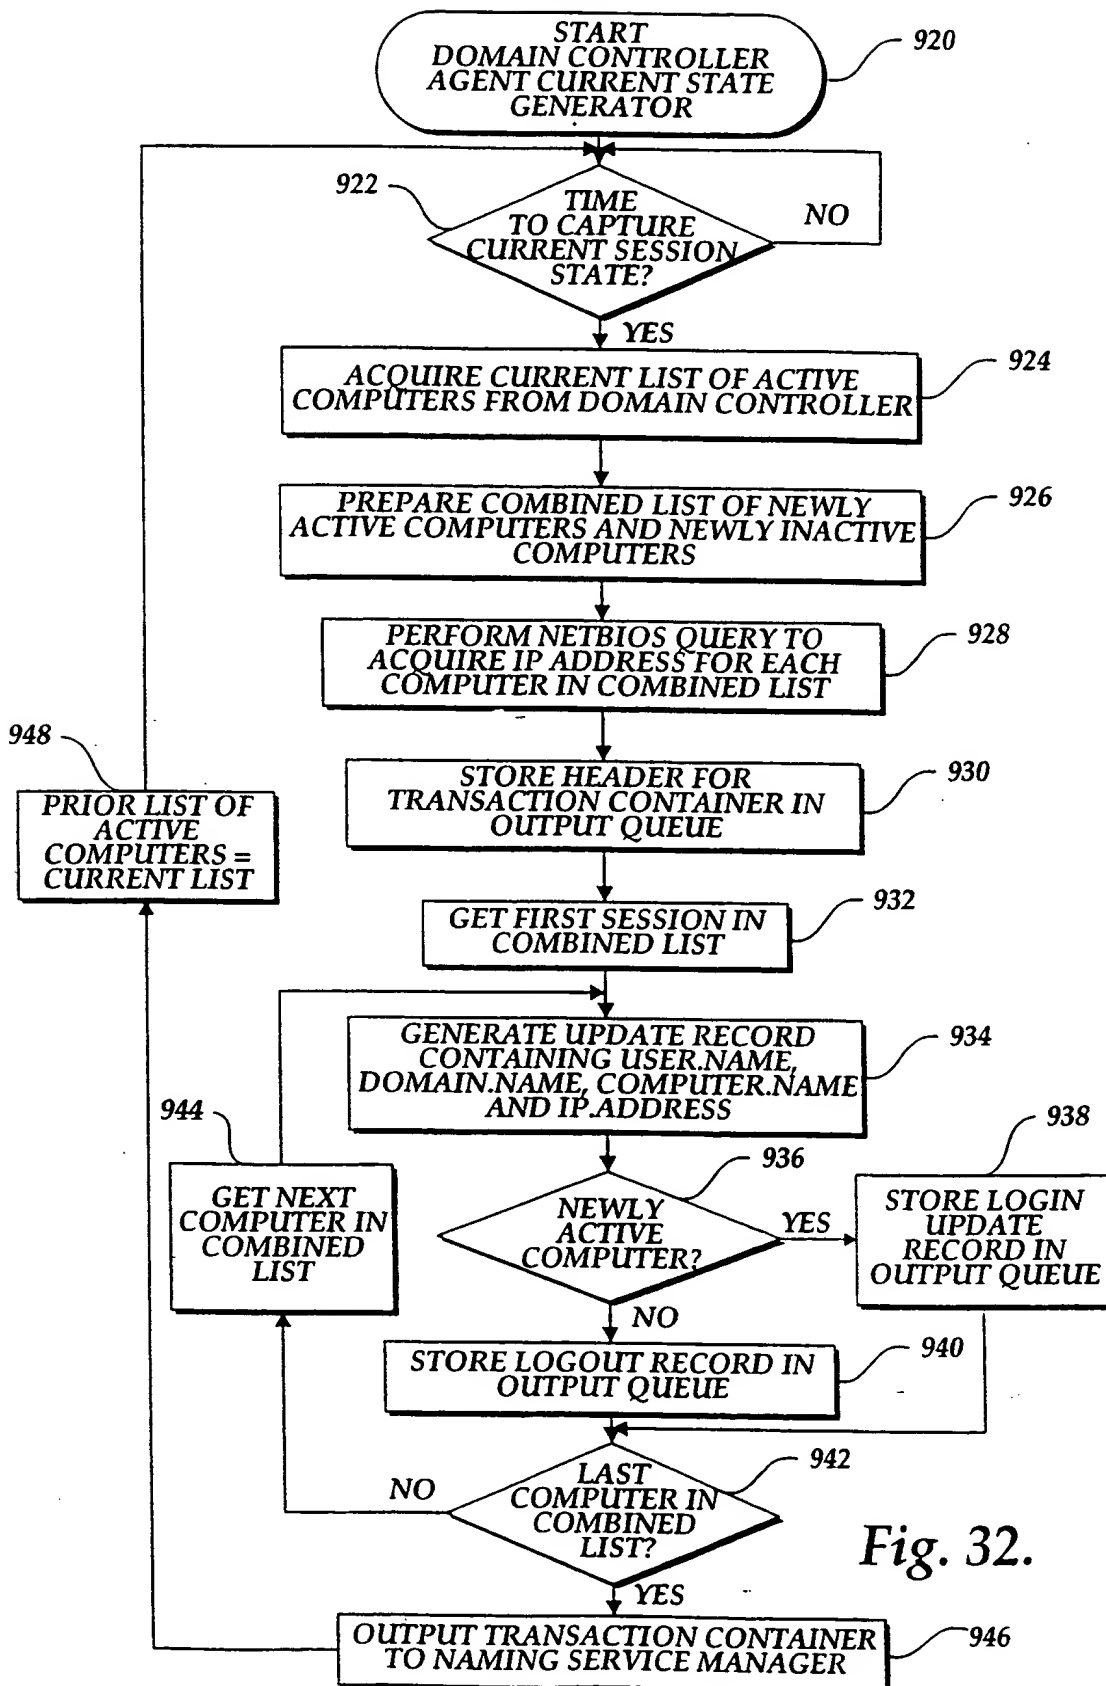 START
DOMAIN CONTROLLER
AGENT CURRENT STATE
GENERATOR
920
922
TIME
TO CAPTURE
CURRENT SESSION
STATE?
NO
YES
ACQUIRE CURRENT LIST OF ACTIVE
COMPUTERS FROM DOMAIN CONTROLLER
924
PREPARE COMBINED LIST OF NEWLY
ACTIVE COMPUTERS AND NEWLY INACTIVE
COMPUTERS
926
PERFORM NETBIOS QUERY TO
ACQUIRE IP ADDRESS FOR EACH
COMPUTER IN COMBINED LIST
928
948
PRIOR LIST OF
ACTIVE
COMPUTERS =
CURRENT LIST
STORE HEADER FOR
TRANSACTION CONTAINER IN
OUTPUT QUEUE
930
GET FIRST SESSION IN
COMBINED LIST
932
GENERATE UPDATE RECORD
CONTAINING USER.NAME,
DOMAIN.NAME, COMPUTER.NAME
AND IP.ADDRESS
934
944
GET NEXT
COMPUTER IN
COMBINED
LIST
936
NEWLY
ACTIVE
COMPUTER?
YES
938
STORE LOGIN
UPDATE
RECORD IN
OUTPUT QUEUE
NO
STORE LOGOUT RECORD IN
OUTPUT QUEUE
940
942
NO
LAST
COMPUTER IN
COMBINED
LIST?
YES
Fig. 32.
OUTPUT TRANSACTION CONTAINER
TO NAMING SERVICE MANAGER
946